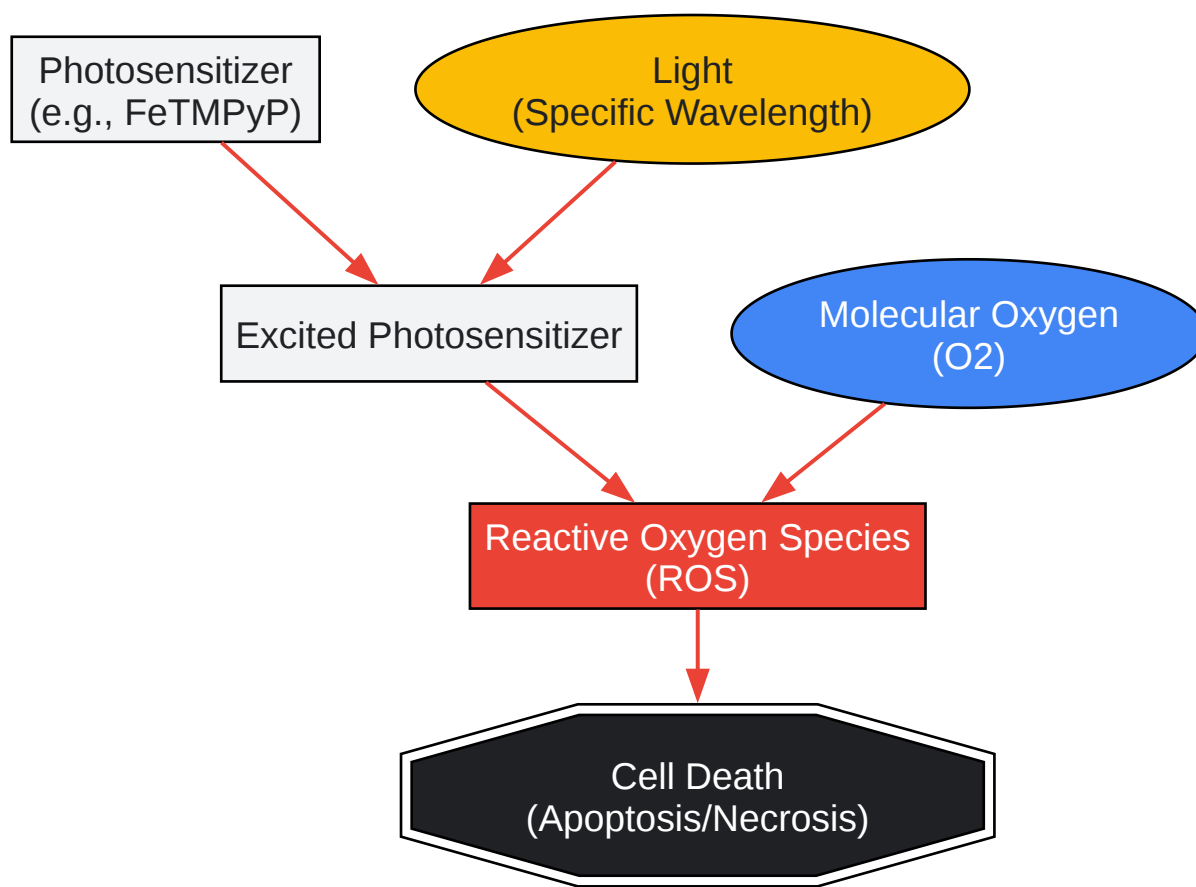 Photosensitizer
(e.g., FeTMPyP)
Light
(Specific Wavelength)
Excited Photosensitizer
Molecular Oxygen
(O2)
Reactive Oxygen Species
(ROS)
Cell Death
(Apoptosis/Necrosis)